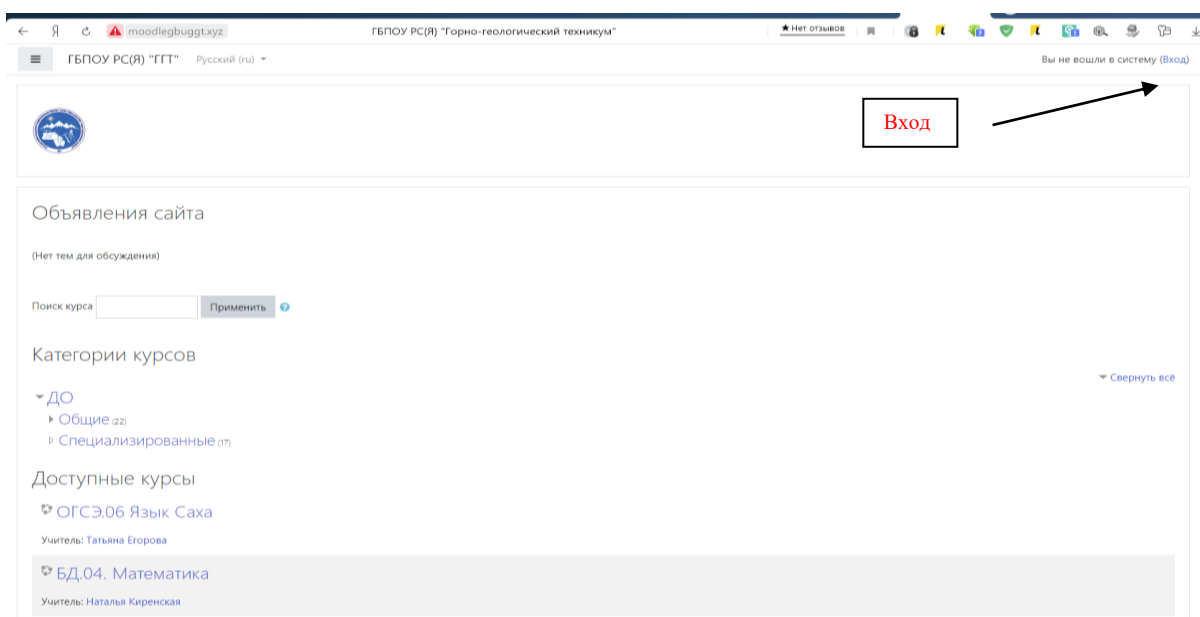 Я moodlegbuggt.xyz ГБПОУ РС(Я) "Горно-геологический техникум" ★ Нет отзывов
ГБПОУ РС(Я) "ГГТ" Русский (ru) Вы не вошли в систему (Вход)
Вход
Объявления сайта
(Нет тем для обсуждения)
Поиск курса Применить
Категории курсов
Свернуть всё
ДО
Общие (22)
Специализированные (17)
Доступные курсы
ОГСЭ.06 Язык Саха
Учитель: Татьяна Егорова
БД.04. Математика
Учитель: Наталья Киренская